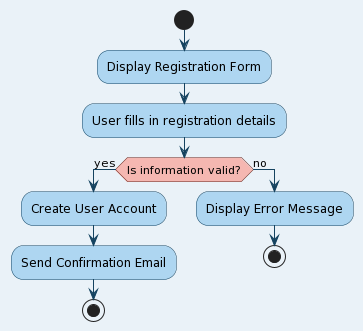 Display Registration Form
User fills in registration details
Is information valid?
yes
no
Create User Account
Display Error Message
Send Confirmation Email